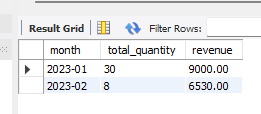 Result Grid Filter Rows:
month total_quantity revenue
2023-01 30 9000.00
2023-02 8 6530.00